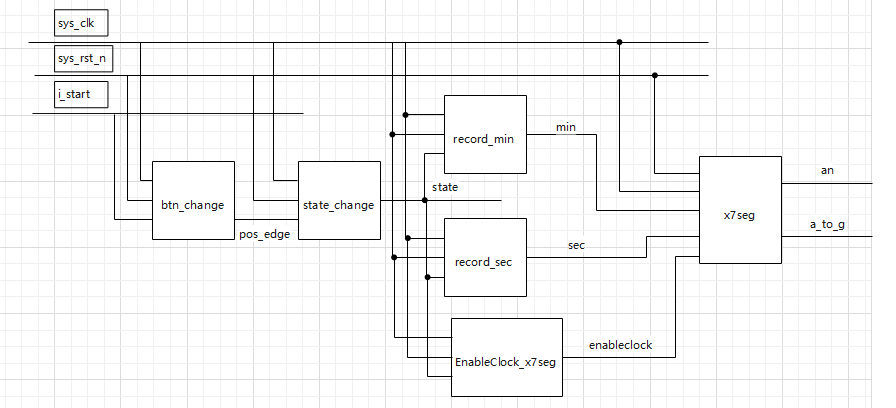 sys_clk
sys_rst_n
i_start
record_min
min
an
btn_change
state_change
state
x7seg
a_to_g
pos_edge
record_sec
sec
enableclock
EnableClock_x7seg